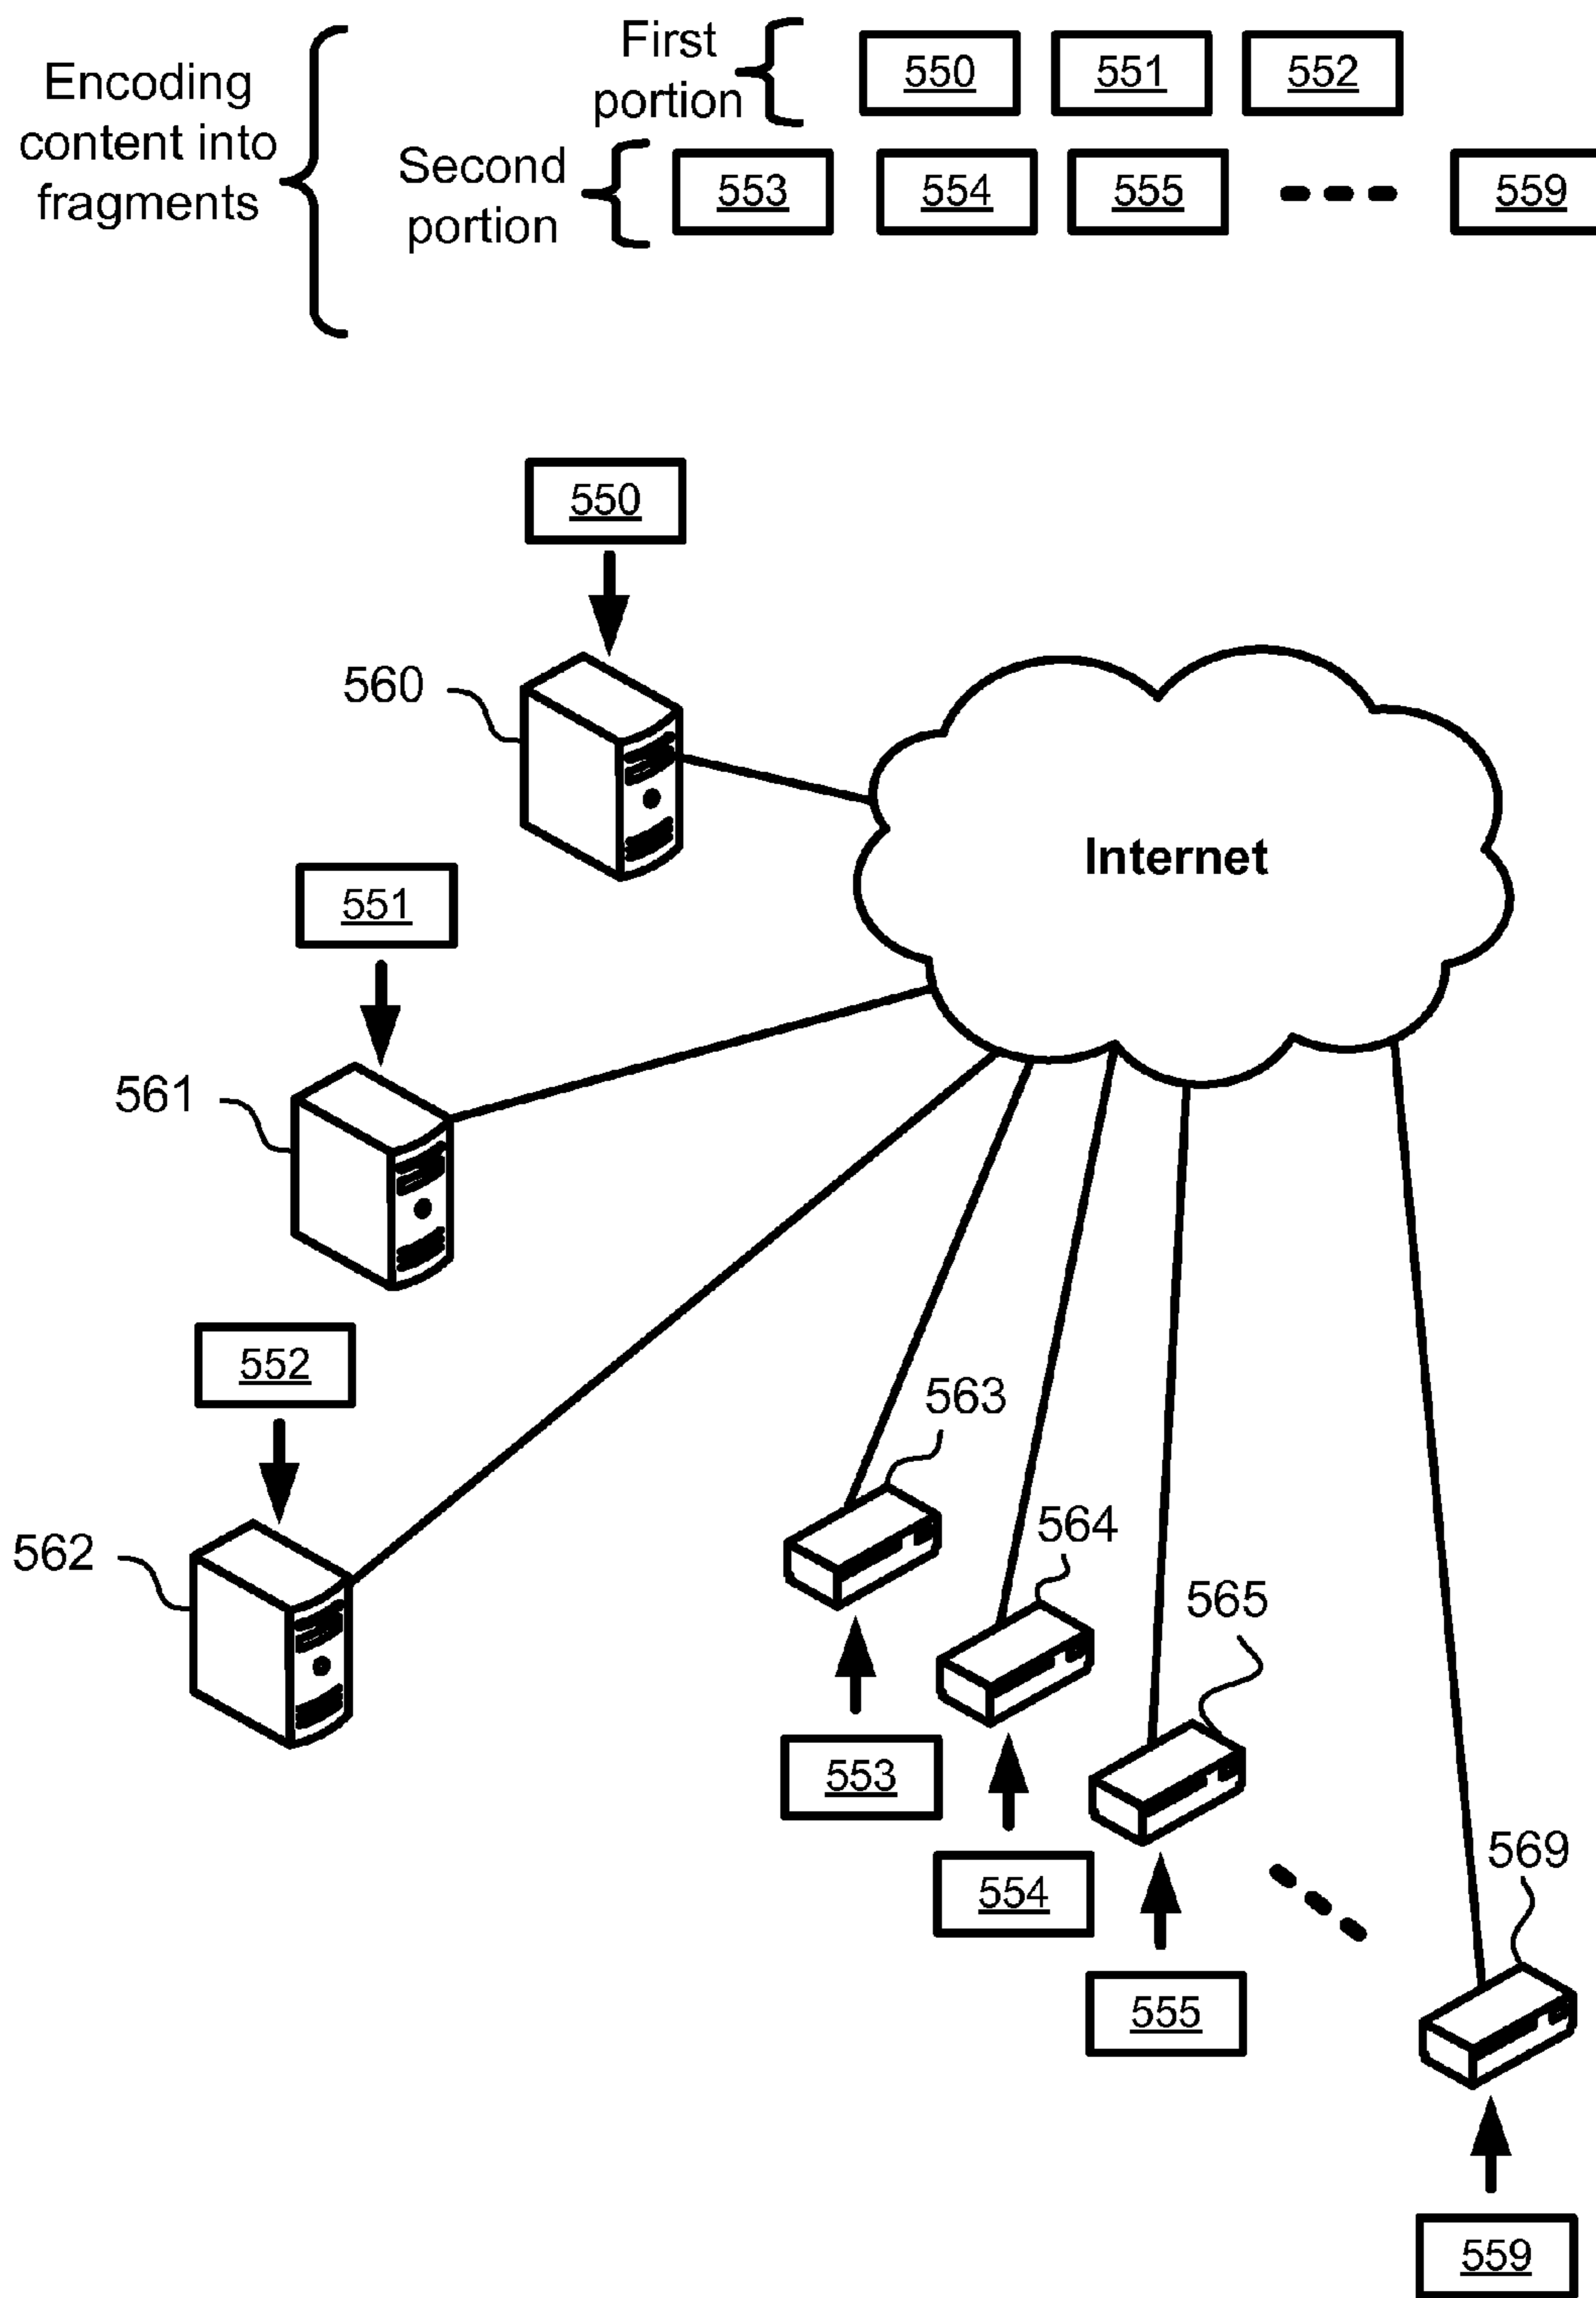 First
portion
550 551 552
Encoding
content into
fragments
Second
portion
553 554 555 559
550
560
Internet
551
561
552
562
563
564
565
553
554
569
555
559